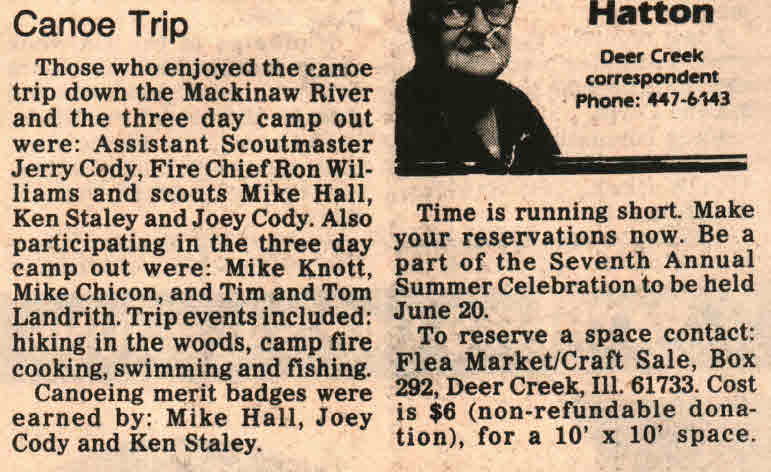 Canoe Trip
Those who enjoyed the canoe
trip down the Mackinaw River
and the three day camp out
were: Assistant Scoutmaster
Jerry Cody, Fire Chief Ron Wil-
liams and scouts Mike Hall,
Ken Staley and Joey Cody. Also
participating in the three day
camp out were: Mike Knott,
Mike Chicon, and Tim and Tom
Landrith. Trip events included:
hiking in the woods, camp fire
cooking, swimming and fishing.
Canoeing merit badges were
earned by: Mike Hall, Joey
Cody and Ken Staley.
Hatton
Deer Creek
correspondent
Phone: 447-6143
Time is running short. Make
your reservations now. Be a
part of the Seventh Annual
Summer Celebration to be held
June 20.
To reserve a space contact:
Flea Market/Craft Sale, Box
292, Deer Creek, Ill. 61733. Cost
is $6 (non-refundable dona-
tion), for a 10' x 10' space.